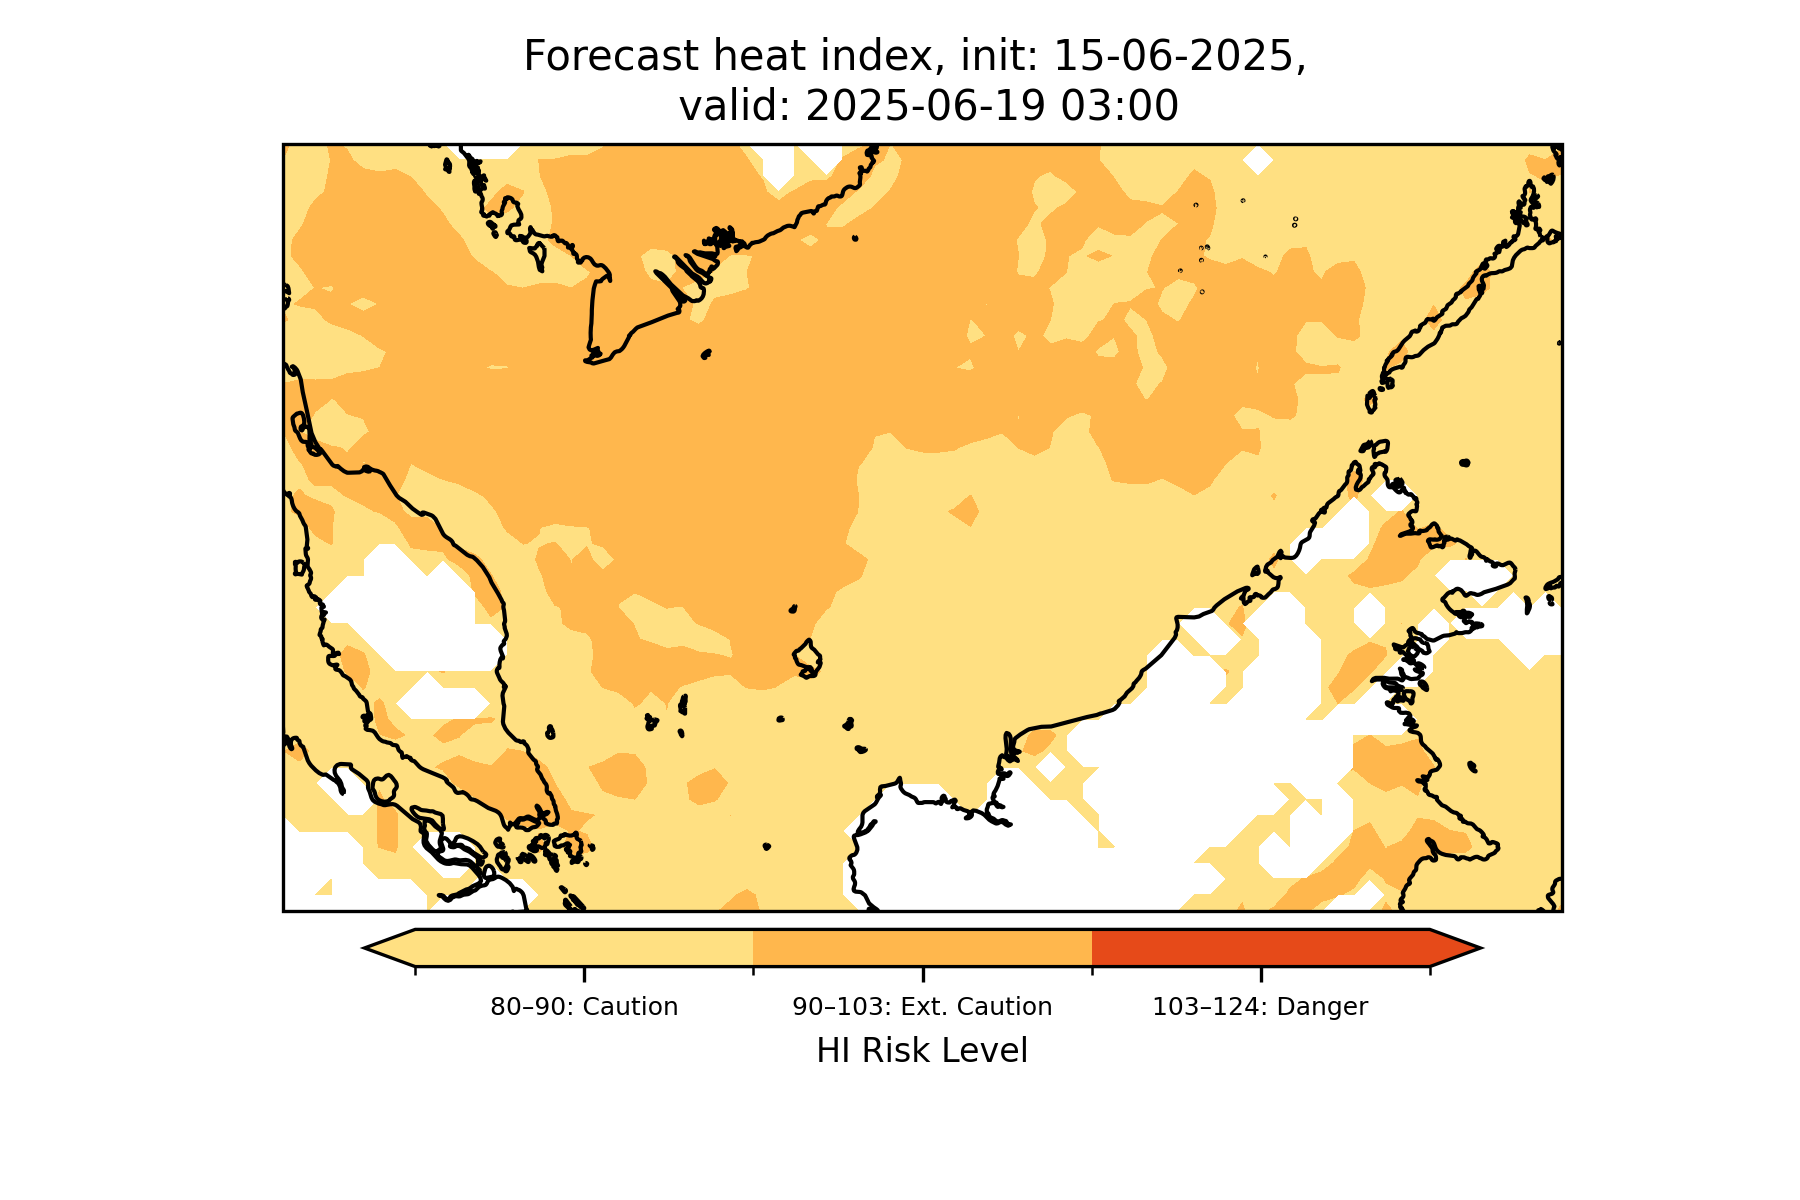 Forecast heat index, init: 15-06-2025,
valid: 2025-06-19 03:00
80–90: Caution
90–103: Ext. Caution
103–124: Danger
HI Risk Level